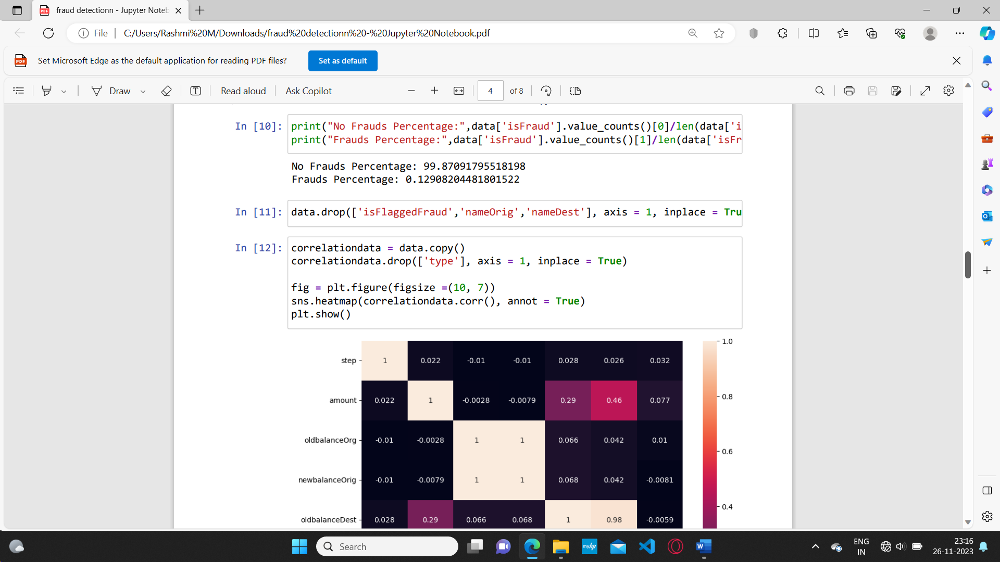 fraud detectionn - Jupyter Noteb
File
C:/Users/Rashmi%20M/Downloads/fraud%20detectionn%20-%20Jupyter%20Notebook.pdf
Set Microsoft Edge as the default application for reading PDF files?
Set as default
Draw
Read aloud
Ask Copilot
4
of 8
In [10]:
print("No Frauds Percentage:",data['isFraud'].value_counts()[0]/len(data['i
print("Frauds Percentage:",data['isFraud'].value_counts()[1]/len(data['isFr
No Frauds Percentage: 99.87091795518198
Frauds Percentage: 0.12908204481801522
In [11]:
data.drop(['isFlaggedFraud','nameOrig','nameDest'], axis = 1, inplace = Tru
In [12]:
correlationdata = data.copy()
correlationdata.drop(['type'], axis = 1, inplace = True)
fig = plt.figure(figsize =(10, 7))
sns.heatmap(correlationdata.corr(), annot = True)
plt.show()
step 1 0.022 -0.01 -0.01 0.028 0.026 0.032
amount 0.022 1 -0.0028 -0.0079 0.29 0.46 0.077
oldbalanceOrg -0.01 -0.0028 1 1 0.066 0.042 0.01
newbalanceOrig -0.01 -0.0079 1 1 0.068 0.042 -0.0081
oldbalanceDest 0.028 0.29 0.066 0.068 1 0.98 -0.0059
1.0
0.8
0.6
0.4
Search
ENG
IN
23:16
26-11-2023